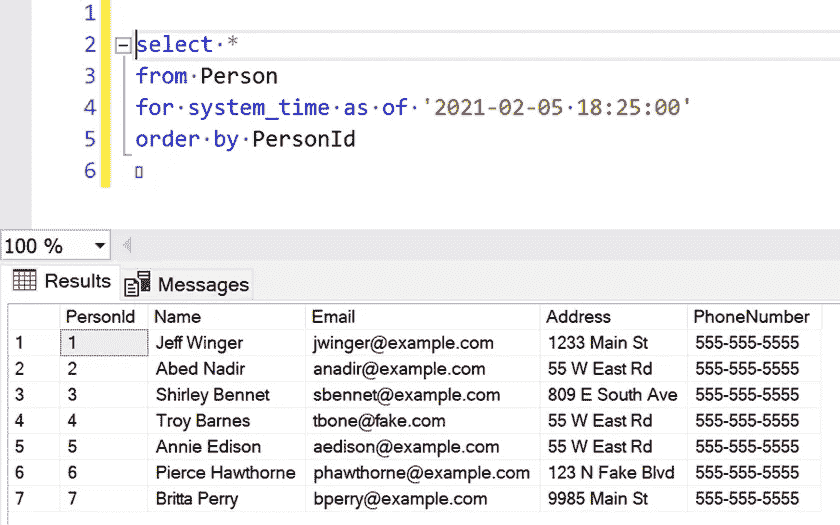 1
2 select *
3 from Person
4 for system_time as of '2021-02-05 18:25:00'
5 order by PersonId
6
100 %
Results Messages
PersonId Name Email Address PhoneNumber
1 1 Jeff Winger jwinger@example.com 1233 Main St 555-555-5555
2 2 Abed Nadir anadir@example.com 55 W East Rd 555-555-5555
3 3 Shirley Bennet sbennet@example.com 809 E South Ave 555-555-5555
4 4 Troy Barnes tbone@fake.com 55 W East Rd 555-555-5555
5 5 Annie Edison aedison@example.com 55 W East Rd 555-555-5555
6 6 Pierce Hawthorne phawthorne@example.com 123 N Fake Blvd 555-555-5555
7 7 Britta Perry bperry@example.com 9985 Main St 555-555-5555